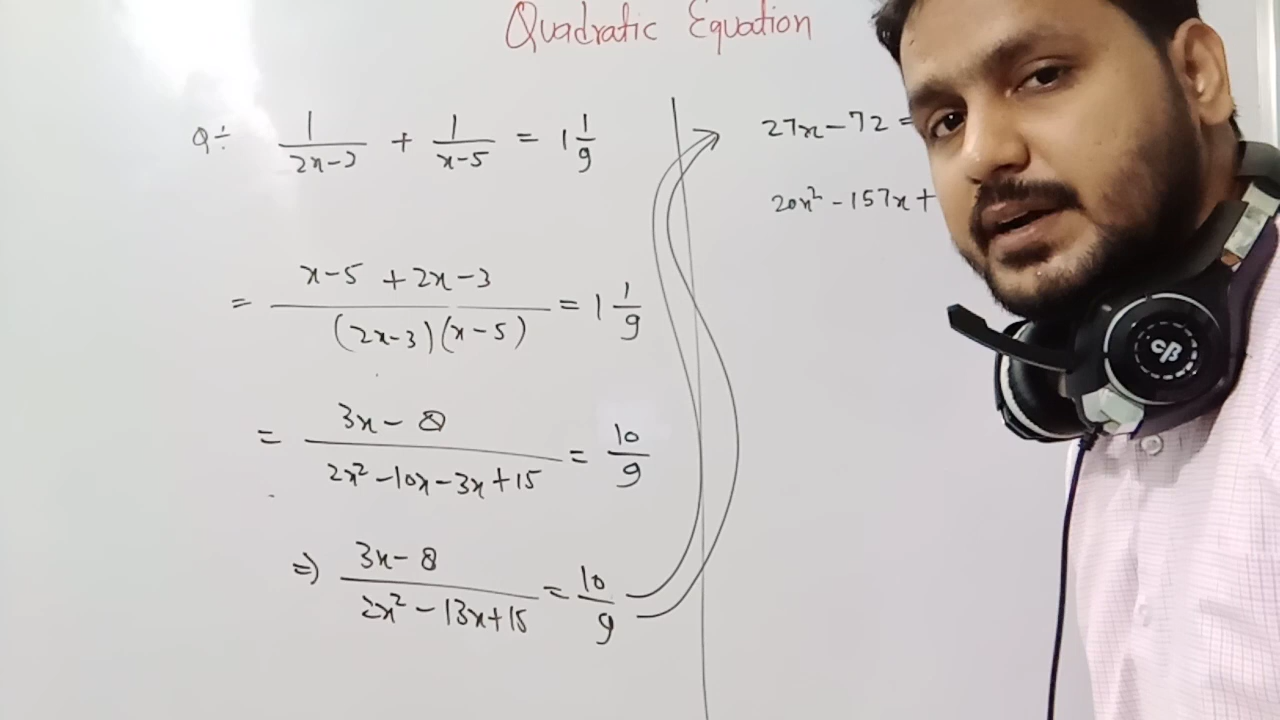 Quadratic Equation
Q÷ 1/(2x-3) + 1/(x-5) = 1 1/9
= (x-5 +2x-3)/((2x-3)(x-5)) = 1 1/9
= (3x-8)/(2x²-10x-3x+15) = 10/9
⇒ (3x-8)/(2x²-13x+15) = 10/9
27x-72 =
20x²-157x+
cβ